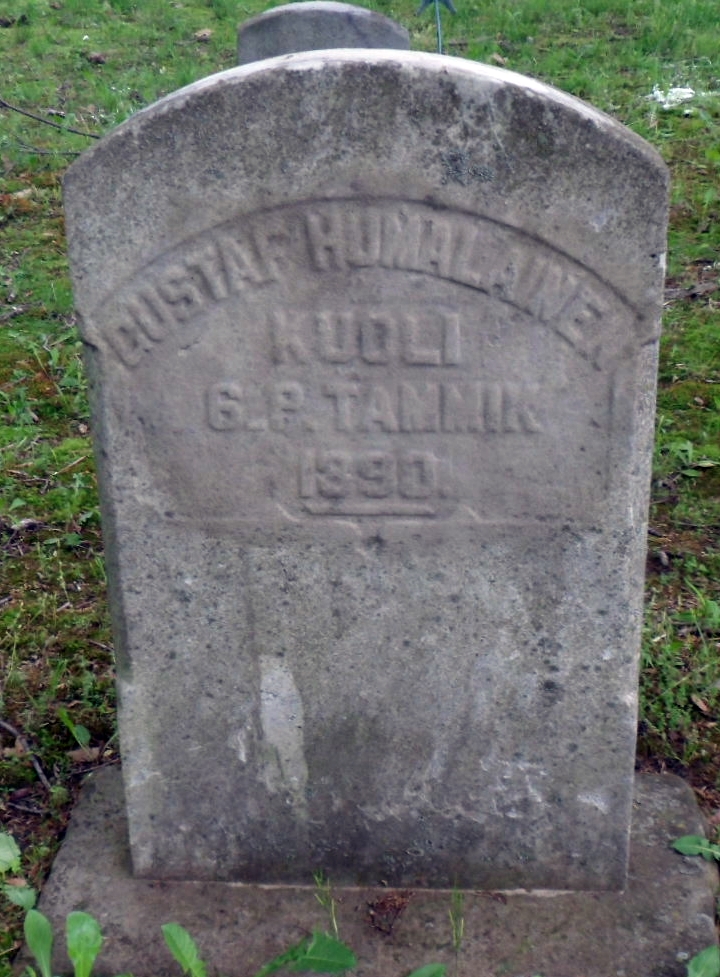 GUSTAF HUMALAINEN
KUOLI
6.P. TAMMIK
1890.